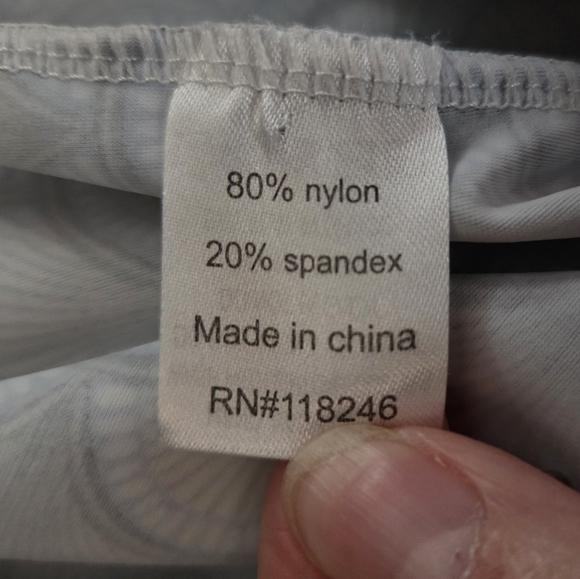 80% nylon
20% spandex
Made in china
RN#118246